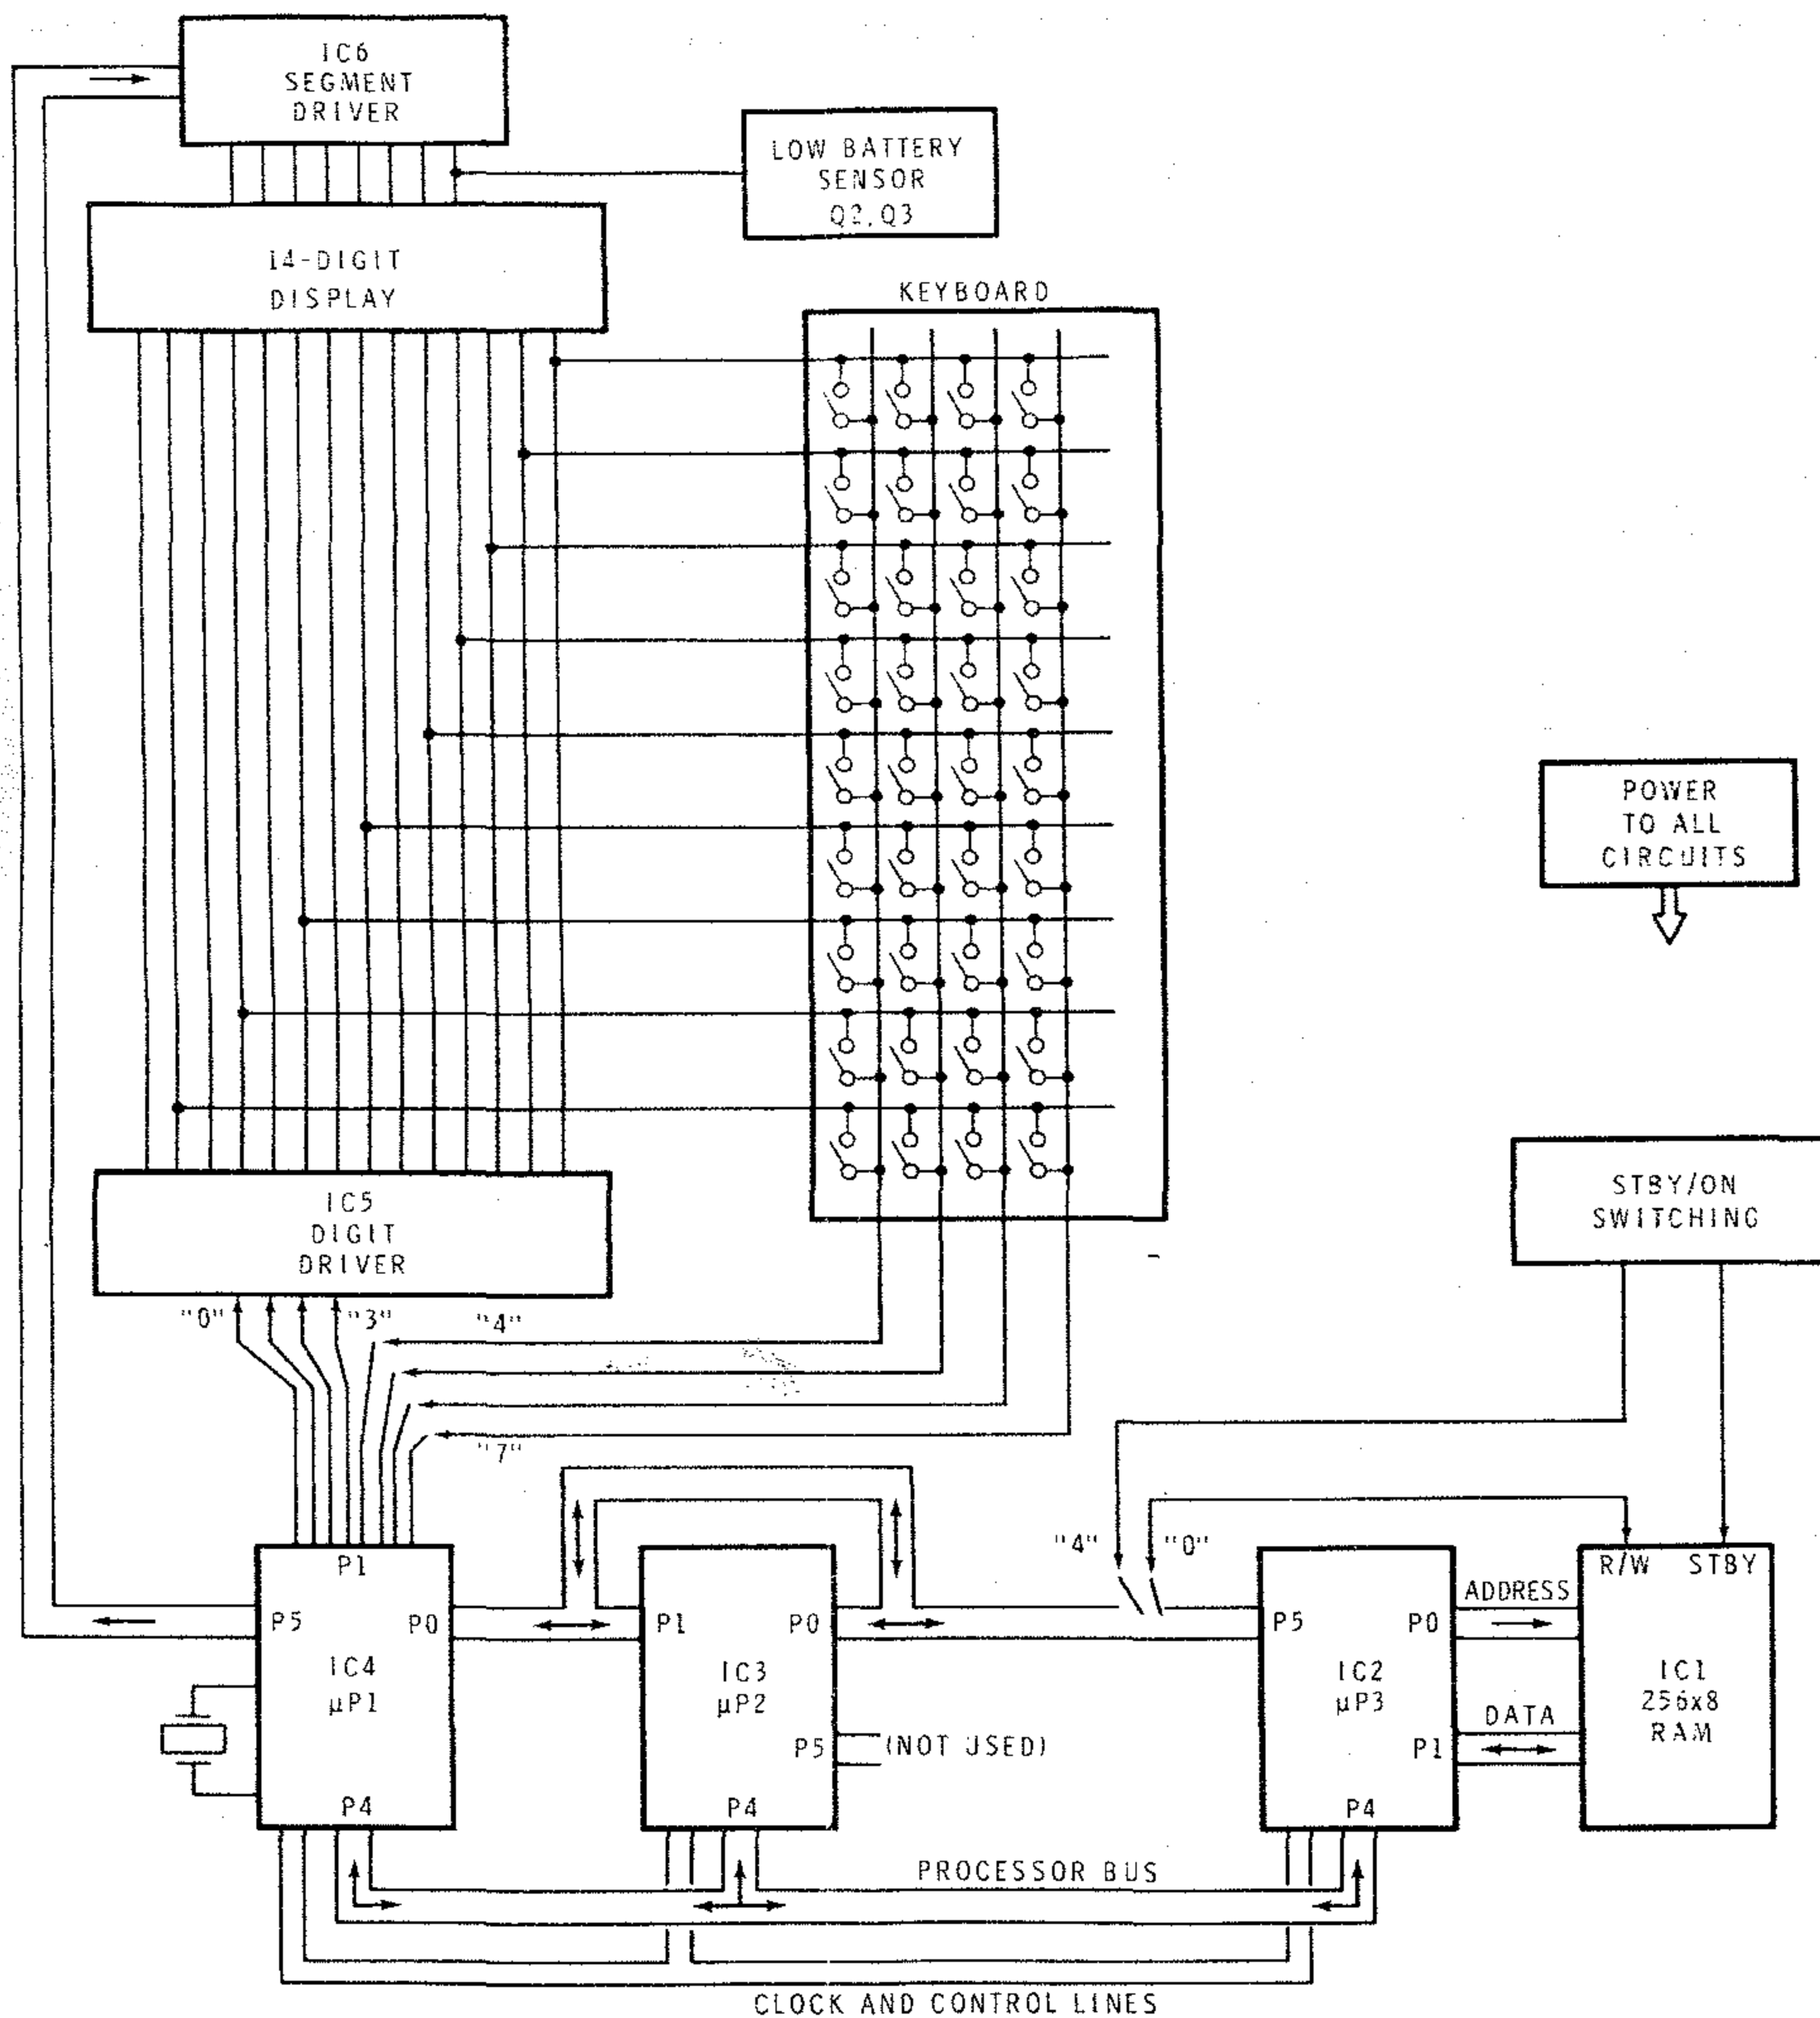 IC6
SEGMENT
DRIVER
LOW BATTERY
SENSOR
Q2,Q3
14-DIGIT
DISPLAY
KEYBOARD
POWER
TO ALL
CIRCUITS
STBY/ON
SWITCHING
IC5
DIGIT
DRIVER
"0"
"3"
"4"
"7"
"4"
"0"
P1
P5
P0
IC4
µP1
P4
P1
P0
IC3
µP2
P5
(NOT USED)
P4
P5
P0
IC2
µP3
P1
P4
ADDRESS
DATA
R/W
STBY
IC1
256x8
RAM
PROCESSOR BUS
CLOCK AND CONTROL LINES